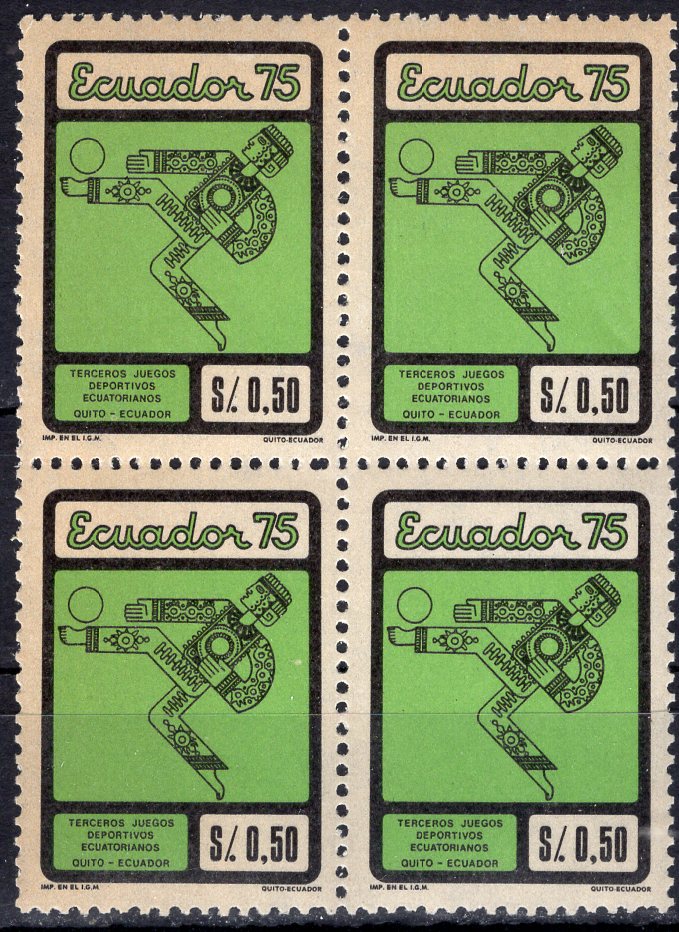 Ecuador 75
TERCEROS JUEGOS
DEPORTIVOS
ECUATORIANOS
QUITO – ECUADOR
S/. 0,50
IMP. EN EL I.G.M.
QUITO-ECUADOR
Ecuador 75
TERCEROS JUEGOS
DEPORTIVOS
ECUATORIANOS
QUITO – ECUADOR
S/. 0,50
IMP. EN EL I.G.M.
QUITO-ECUADOR
Ecuador 75
TERCEROS JUEGOS
DEPORTIVOS
ECUATORIANOS
QUITO – ECUADOR
S/. 0,50
IMP. EN EL I.G.M
QUITO-ECUADOR
Ecuador 75
TERCEROS JUEGOS
DEPORTIVOS
ECUATORIANOS
QUITO – ECUADOR
S/. 0,50
IMP. EN EL I.G.M.
QUITO-ECUADOR